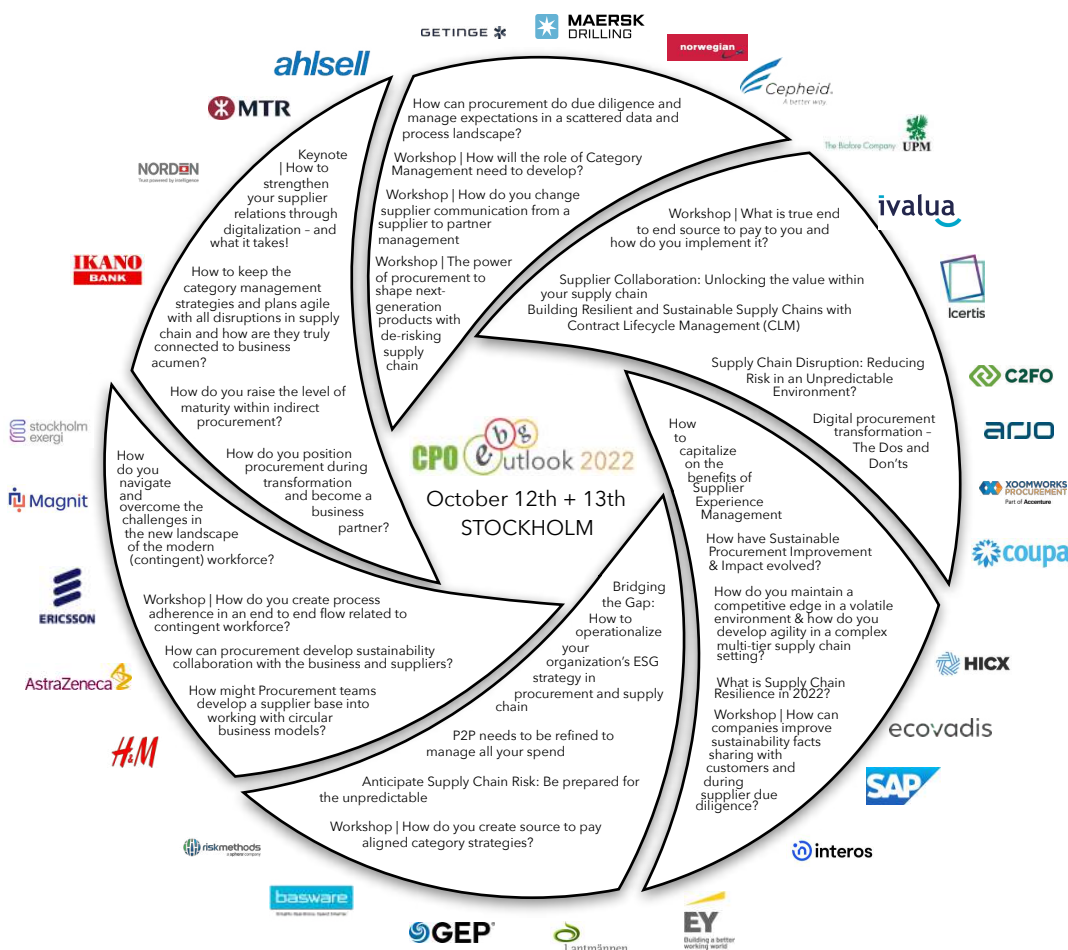 GETINGE
MAERSK
DRILLING
norwegian
Cepheid.
A better way.
The Biofore Company UPM
ivalua
Icertis
C2FO
arjo
XOOMWORKS
PROCUREMENT
Part of Accenture
coupa
HICX
ecovadis
SAP
interos
EY
Building a better
working world
Lantmännen
GEP
basware
riskmethods
a sphera company
H&M
AstraZeneca
ERICSSON
Magnit
stockholm
exergi
IKANO
BANK
NORDEN
Trust powered by intelligence
MTR
ahlsell
How can procurement do due diligence and
manage expectations in a scattered data and
process landscape?
Workshop | How will the role of Category
Management need to develop?
Workshop | How do you change
supplier communication from a
supplier to partner
management
Workshop | The power
of procurement to
shape next-
generation
products with
de-risking
supply
chain
Workshop | What is true end
to end source to pay to you and
how do you implement it?
Supplier Collaboration: Unlocking the value within
your supply chain
Building Resilient and Sustainable Supply Chains with
Contract Lifecycle Management (CLM)
Supply Chain Disruption: Reducing
Risk in an Unpredictable
Environment?
Digital procurement
transformation –
The Dos and
Don'ts
How
to
capitalize
on the
benefits of
Supplier
Experience
Management
How have Sustainable
Procurement Improvement
& Impact evolved?
How do you maintain a
competitive edge in a volatile
environment & how do you
develop agility in a complex
multi-tier supply chain
setting?
What is Supply Chain
Resilience in 2022?
Workshop | How can
companies improve
sustainability facts
sharing with
customers and
during
supplier due
diligence?
Bridging
the Gap:
How to
operationalize
your
organization's ESG
strategy in
procurement and supply
chain
P2P needs to be refined to
manage all your spend
Anticipate Supply Chain Risk: Be prepared for
the unpredictable
Workshop | How do you create source to pay
aligned category strategies?
How
do you
navigate
and
overcome the
challenges in
the new landscape
of the modern
(contingent) workforce?
Workshop | How do you create process
adherence in an end to end flow related to
contingent workforce?
How can procurement develop sustainability
collaboration with the business and suppliers?
How might Procurement teams
develop a supplier base into
working with circular
business models?
Keynote
| How to
strengthen
your supplier
relations through
digitalization – and
what it takes!
How to keep the
category management
strategies and plans agile
with all disruptions in supply
chain and how are they truly
connected to business
acumen?
How do you raise the level of
maturity within indirect
procurement?
How do you position
procurement during
transformation
and become a
business
partner?
CPO ebg Outlook 2022
October 12th + 13th
STOCKHOLM